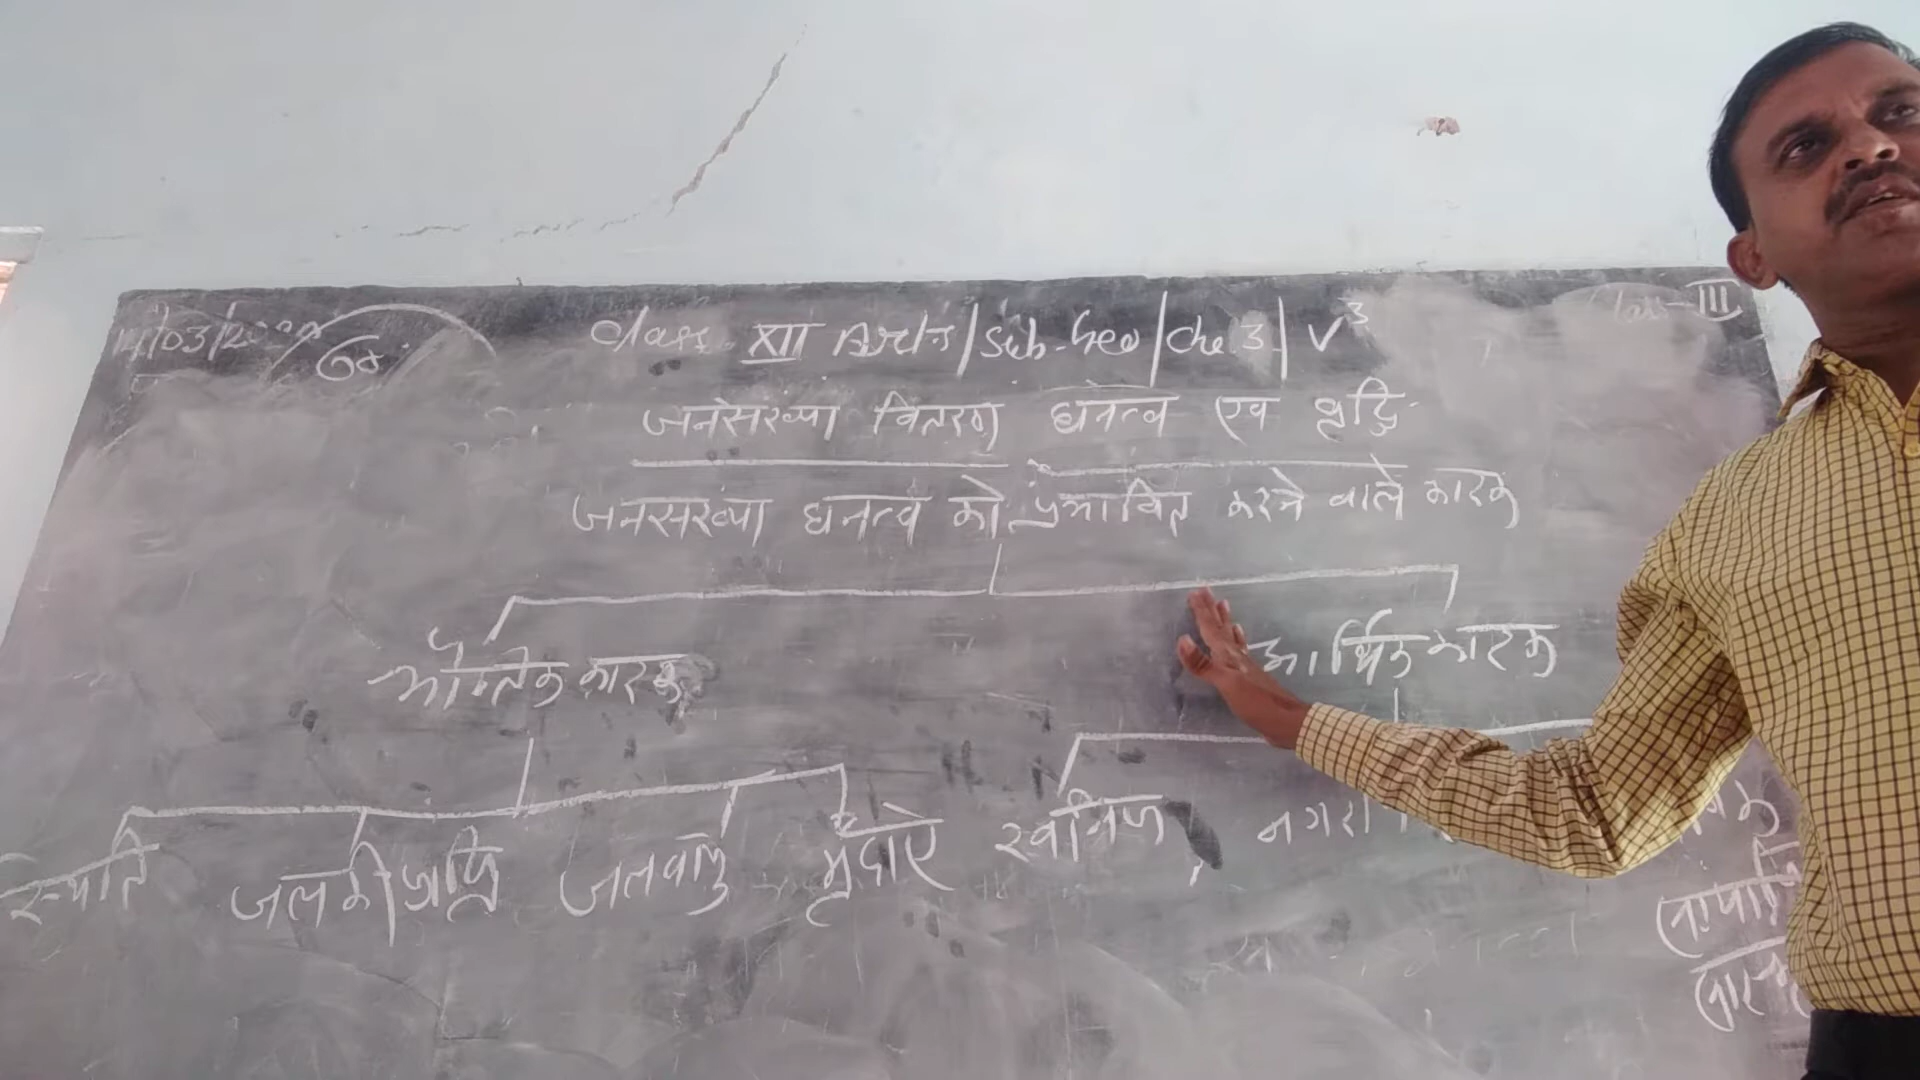 Class XII Arts | Sub-Geo | Ch 3 | V3
जनसंख्या वितरण घनत्व एवं वृद्धि
जनसंख्या घनत्व को प्रभावित करने वाले कारक
भौतिक कारक आर्थिक कारक
स्थिति जल की प्राप्ति जलवायु मृदाएं खनिज